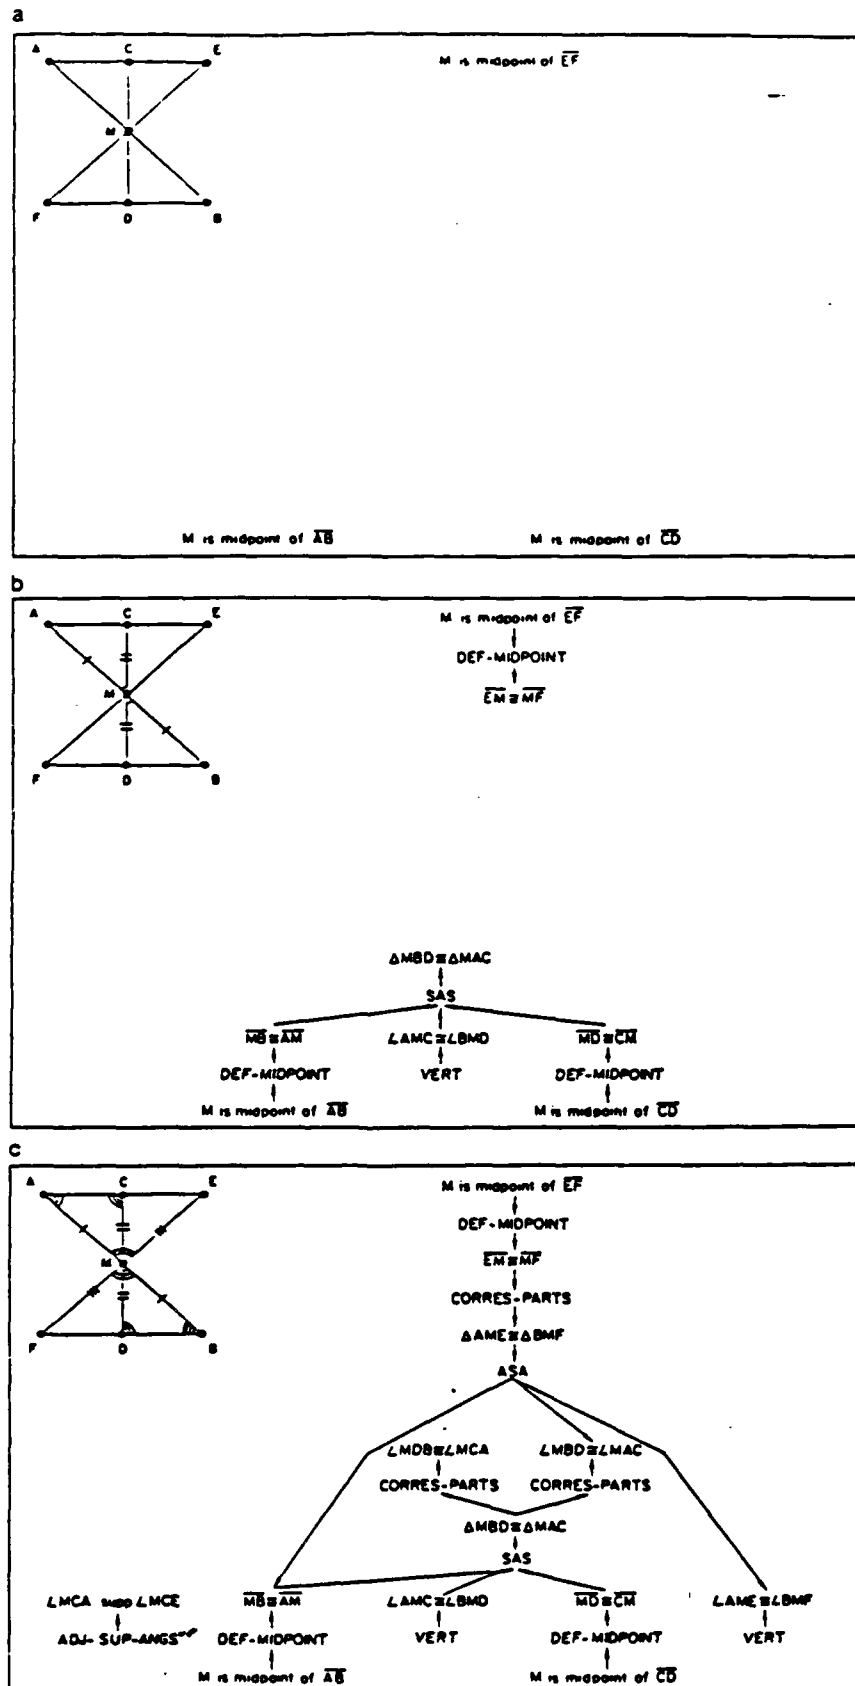 a
A C E
M is midpoint of EF
M
F D B
M is midpoint of AB M is midpoint of CD
b
A C E
M is midpoint of EF
DEF-MIDPOINT
M
EM ≅ MF
F D B
ΔMBD≅ΔMAC
SAS
MB≅AM ∠AMC≅∠BMD MD≅CM
DEF-MIDPOINT VERT DEF-MIDPOINT
M is midpoint of AB M is midpoint of CD
c
A C E
M is midpoint of EF
DEF-MIDPOINT
M
EM≅MF
CORRES-PARTS
F D B
ΔAME≅ΔBMF
ASA
∠MDB≅∠MCA ∠MBD≅∠MAC
CORRES-PARTS CORRES-PARTS
ΔMBD≅ΔMAC
SAS
∠MCA supp ∠MCE MB≅AM ∠AMC≅∠BMD MD≅CM ∠AME≅∠BMF
ADJ-SUP-ANGS DEF-MIDPOINT VERT DEF-MIDPOINT VERT
M is midpoint of AB M is midpoint of CD